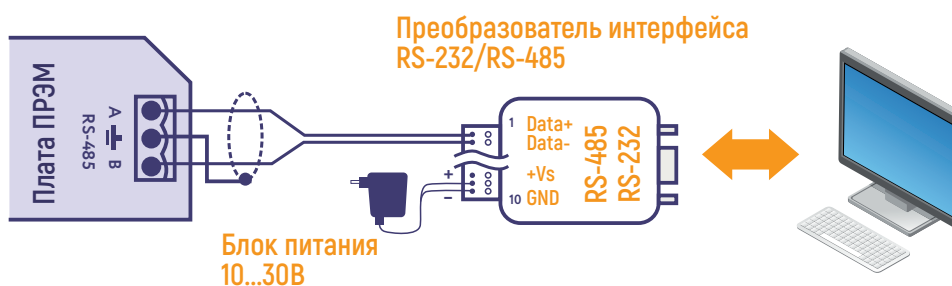 Преобразователь интерфейса
RS-232/RS-485
Плата ПРЭМ
A
B
RS-485
1
Data+
Data-
+
+Vs
–
10 GND
RS-485
RS-232
Блок питания
10...30В